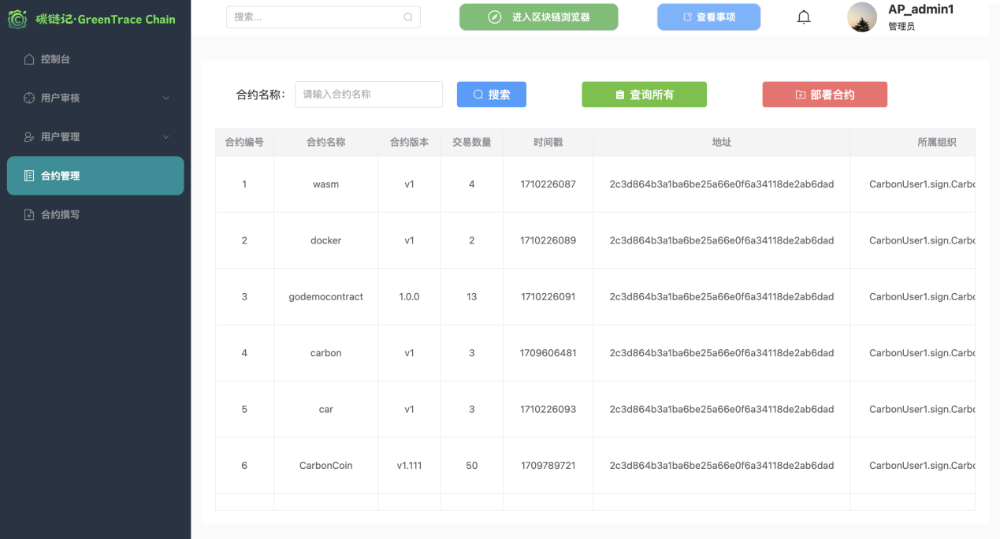 碳链记·GreenTrace Chain
搜索...
进入区块链浏览器
查看事项
AP_admin1
管理员
控制台
用户审核
用户管理
合约管理
合约撰写
合约名称： 请输入合约名称 搜索 查询所有 部署合约
合约编号 合约名称 合约版本 交易数量 时间戳 地址 所属组织
1 wasm v1 4 1710226087 2c3d864b3a1ba6be25a66e0f6a34118de2ab6dad CarbonUser1.sign.Carbo
2 docker v1 2 1710226089 2c3d864b3a1ba6be25a66e0f6a34118de2ab6dad CarbonUser1.sign.Carbo
3 godemocontract 1.0.0 13 1710226091 2c3d864b3a1ba6be25a66e0f6a34118de2ab6dad CarbonUser1.sign.Carbo
4 carbon v1 3 1709606481 2c3d864b3a1ba6be25a66e0f6a34118de2ab6dad CarbonUser1.sign.Carbo
5 car v1 3 1710226093 2c3d864b3a1ba6be25a66e0f6a34118de2ab6dad CarbonUser1.sign.Carbo
6 CarbonCoin v1.111 50 1709789721 2c3d864b3a1ba6be25a66e0f6a34118de2ab6dad CarbonUser1.sign.Carbo